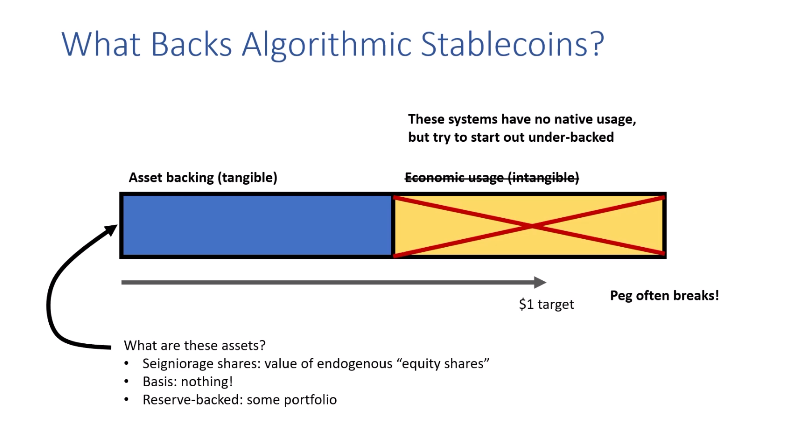 What Backs Algorithmic Stablecoins?
These systems have no native usage,
but try to start out under-backed
Asset backing (tangible)
Economic usage (intangible)
$1 target
Peg often breaks!
What are these assets?
• Seigniorage shares: value of endogenous “equity shares”
• Basis: nothing!
• Reserve-backed: some portfolio